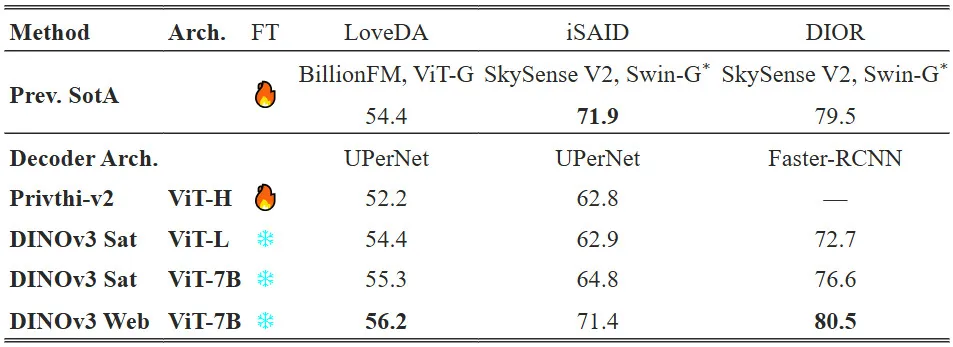 Method Arch. FT LoveDA iSAID DIOR
BillionFM, ViT-G SkySense V2, Swin-G* SkySense V2, Swin-G*
Prev. SotA
54.4 71.9 79.5
Decoder Arch. UPerNet UPerNet Faster-RCNN
Privthi-v2 ViT-H 52.2 62.8 —
DINOv3 Sat ViT-L 54.4 62.9 72.7
DINOv3 Sat ViT-7B 55.3 64.8 76.6
DINOv3 Web ViT-7B 56.2 71.4 80.5